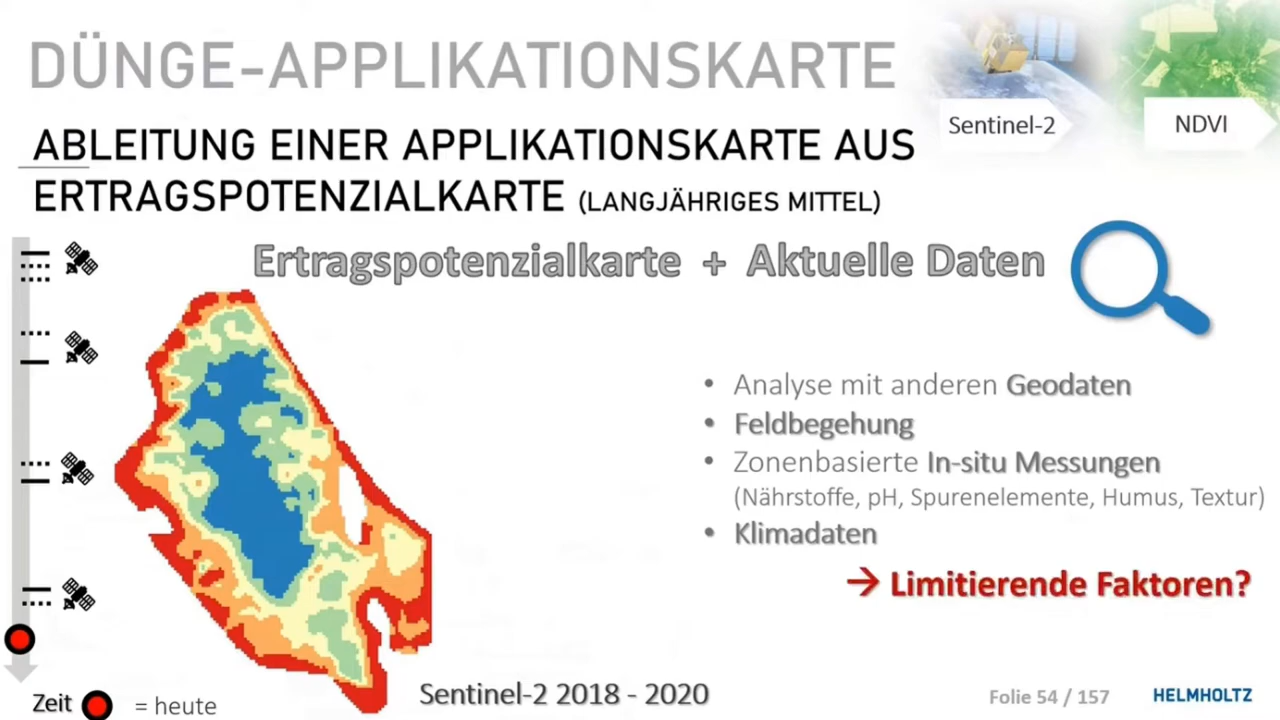 DÜNGE-APPLIKATIONSKARTE
Sentinel-2
NDVI
ABLEITUNG EINER APPLIKATIONSKARTE AUS
ERTRAGSPOTENZIALKARTE (LANGJÄHRIGES MITTEL)
Ertragspotenzialkarte + Aktuelle Daten
• Analyse mit anderen Geodaten
• Feldbegehung
• Zonenbasierte In-situ Messungen
(Nährstoffe, pH, Spurenelemente, Humus, Textur)
• Klimadaten
→ Limitierende Faktoren?
Zeit = heute
Sentinel-2 2018 - 2020
Folie 54 / 157
HELMHOLTZ